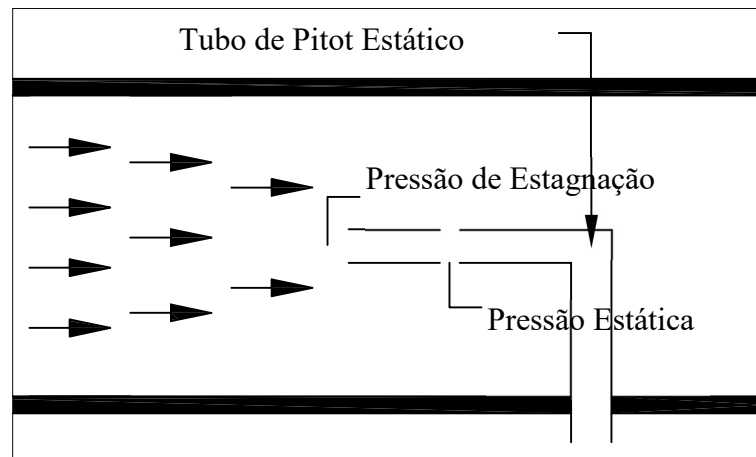 Tubo de Pitot Estático
Pressão de Estagnação
Pressão Estática